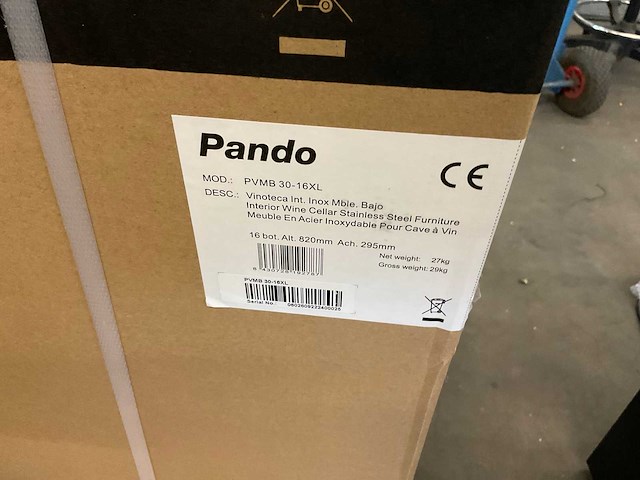 Pando
CE
MOD.: PVMB 30-16XL
DESC.: Vinoteca Int. Inox Mble. Bajo
Interior Wine Cellar Stainless Steel Furniture
Meuble En Acier Inoxydable Pour Cave à Vin
16 bot. Alt. 820mm Ach. 295mm
Net weight: 27kg
Gross weight: 29kg
PVMB 30-16XL
Serial No.